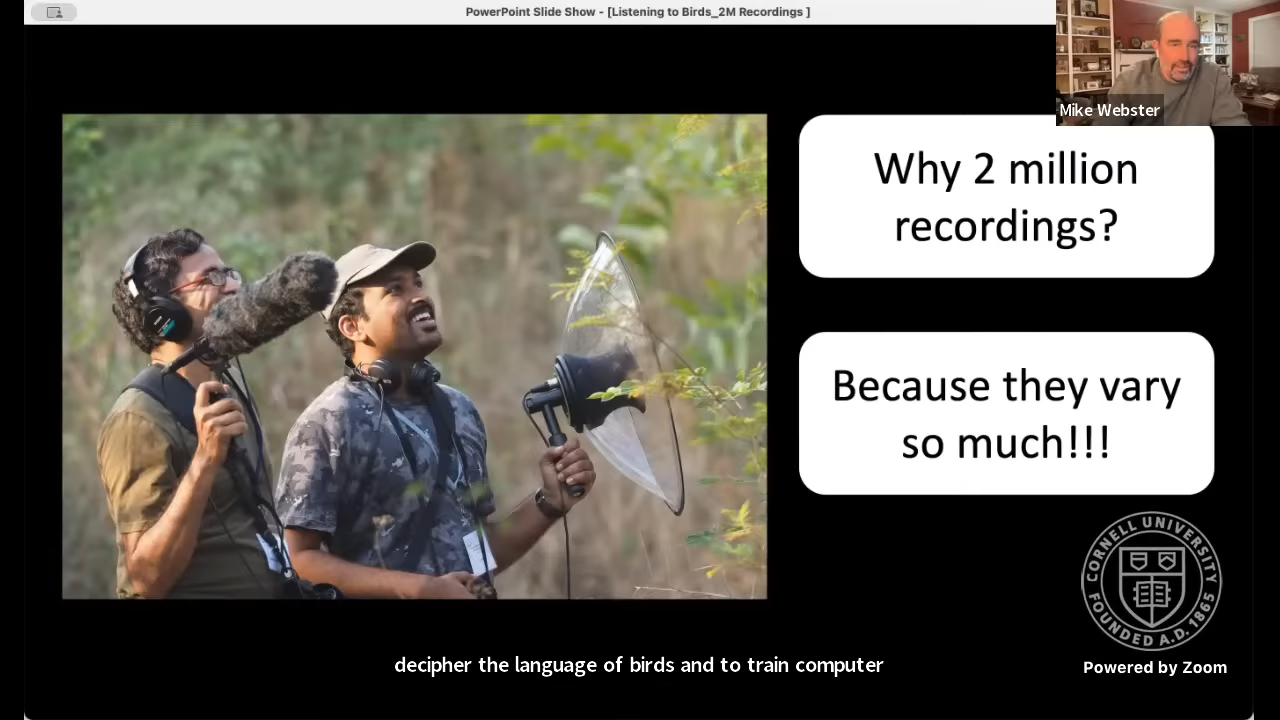 PowerPoint Slide Show - [Listening to Birds_2M Recordings ]
Mike Webster
Why 2 million
recordings?
Because they vary
so much!!!
CORNELL UNIVERSITY
FOUNDED A.D. 1865
decipher the language of birds and to train computer
Powered by Zoom